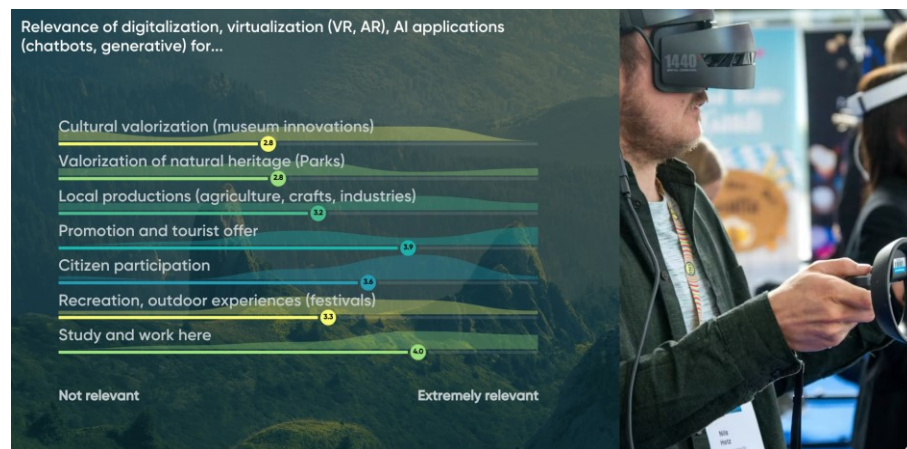 Relevance of digitalization, virtualization (VR, AR), AI applications
(chatbots, generative) for...
Cultural valorization (museum innovations)
2.8
Valorization of natural heritage (Parks)
2.8
Local productions (agriculture, crafts, industries)
3.2
Promotion and tourist offer
3.9
Citizen participation
3.6
Recreation, outdoor experiences (festivals)
3.3
Study and work here
4.0
Not relevant
Extremely relevant
1440